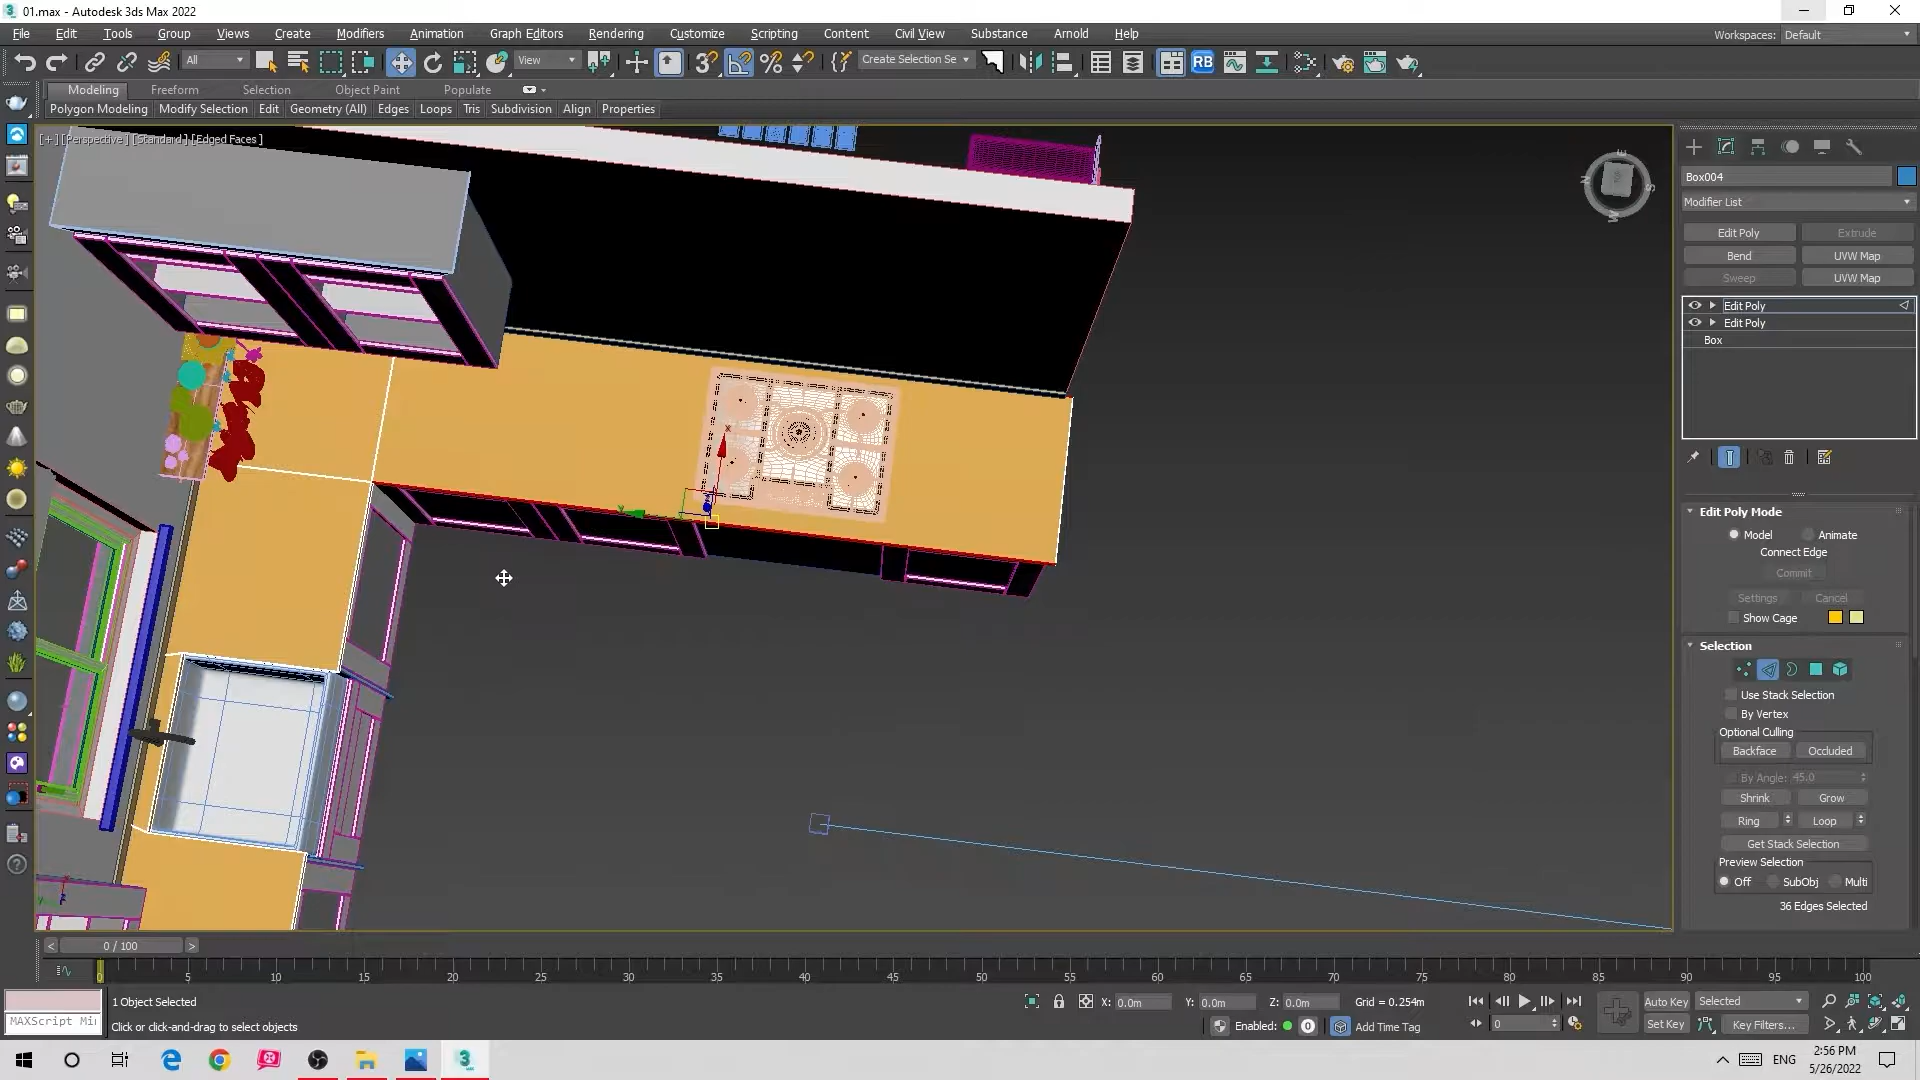 01.max - Autodesk 3ds Max 2022
File Edit Tools Group Views Create Modifiers Animation Graph Editors Rendering Customize Scripting Content Civil View Substance Arnold Help
Workspaces: Default
All View Create Selection Se RB
Modeling Freeform Selection Object Paint Populate
Polygon Modeling Modify Selection Edit Geometry (All) Edges Loops Tris Subdivision Align Properties
[+] [Perspective] [Standard] [Edged Faces]
Box004
Modifier List
Edit Poly Extrude
Bend UVW Map
Sweep UVW Map
Edit Poly
Edit Poly
Box
Edit Poly Mode
Model Animate
Connect Edge
Commit
Settings Cancel
Show Cage
Selection
Use Stack Selection
By Vertex
Optional Culling
Backface Occluded
By Angle: 45.0
Shrink Grow
Ring Loop
Get Stack Selection
Preview Selection
Off SubObj Multi
36 Edges Selected
< 0 / 100 >
0 5 10 15 20 25 30 35 40 45 50 55 60 65 70 75 80 85 90 95 100
1 Object Selected
X: 0.0m Y: 0.0m Z: 0.0m Grid = 0.254m
Auto Key Selected
MAXScript Mi
Click or click-and-drag to select objects
Enabled: 0 Add Time Tag
0
Set Key Key Filters...
ENG
2:56 PM
5/26/2022